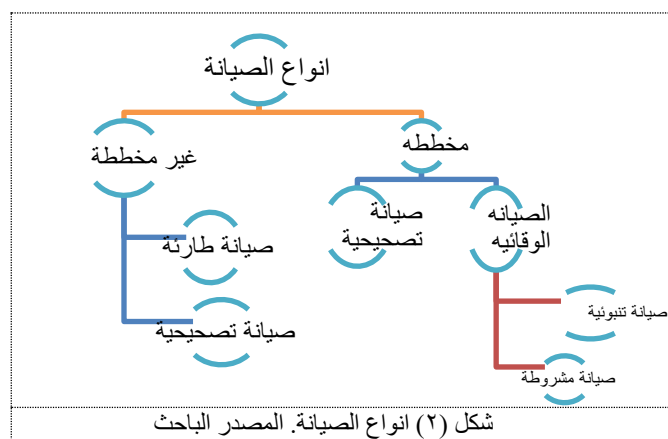 انواع الصيانة
مخططه
غير مخططة
الصيانه
الوقائيه
صيانة
تصحيحية
صيانة طارئة
صيانة تصحيحية
صيانة تنبوئية
صيانة مشروطة
شكل (٢) انواع الصيانة. المصدر الباحث